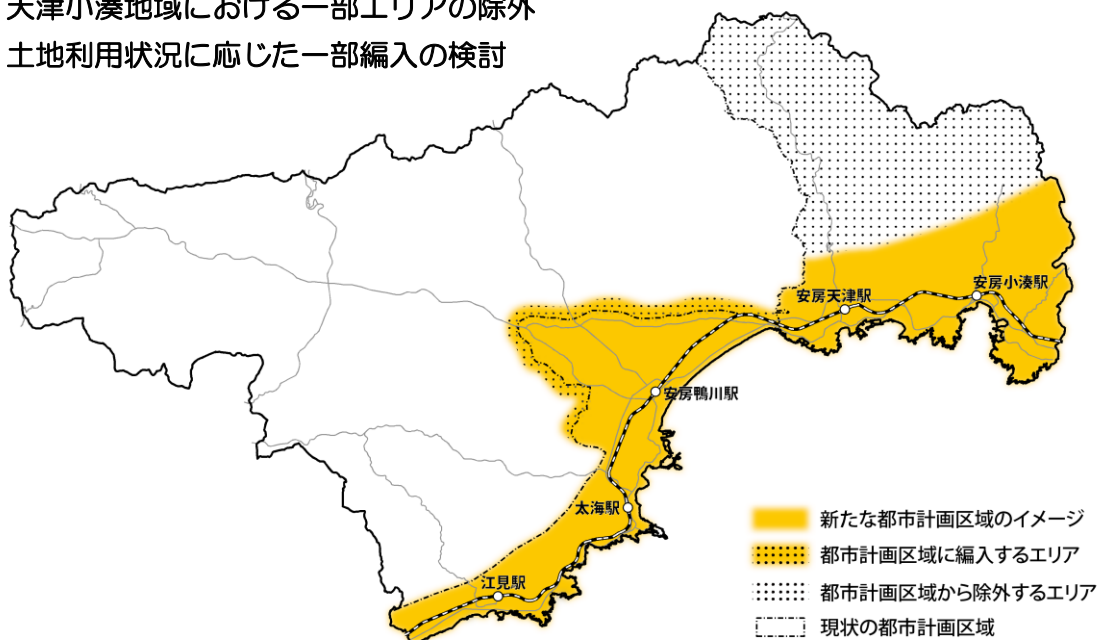 天津小湊地域における一部エリアの除外
土地利用状況に応じた一部編入の検討
安房小湊駅
安房天津駅
安房鴨川駅
太海駅
江見駅
新たな都市計画区域のイメージ
都市計画区域に編入するエリア
都市計画区域から除外するエリア
現状の都市計画区域